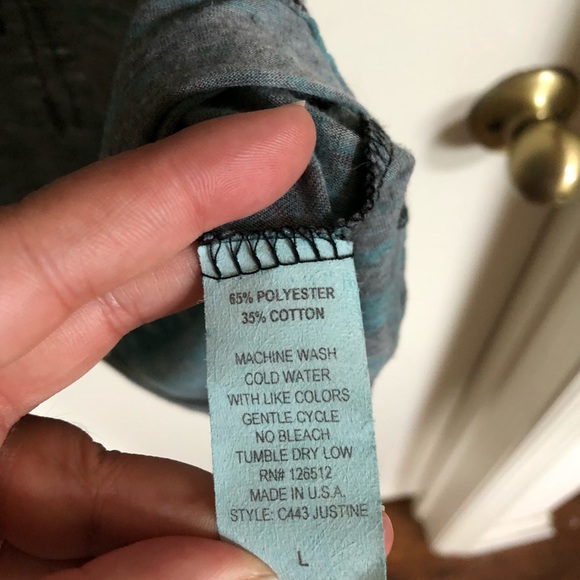 65% POLYESTER
35% COTTON
MACHINE WASH
COLD WATER
WITH LIKE COLORS
GENTLE CYCLE
NO BLEACH
TUMBLE DRY LOW
RN# 126512
MADE IN U.S.A.
STYLE: C443 JUSTINE
L